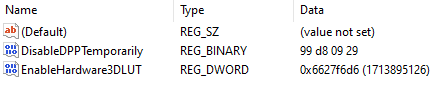 Name Type Data
(Default) REG_SZ (value not set)
DisableDPPTemporarily REG_BINARY 99 d8 09 29
EnableHardware3DLUT REG_DWORD 0x6627f6d6 (1713895126)